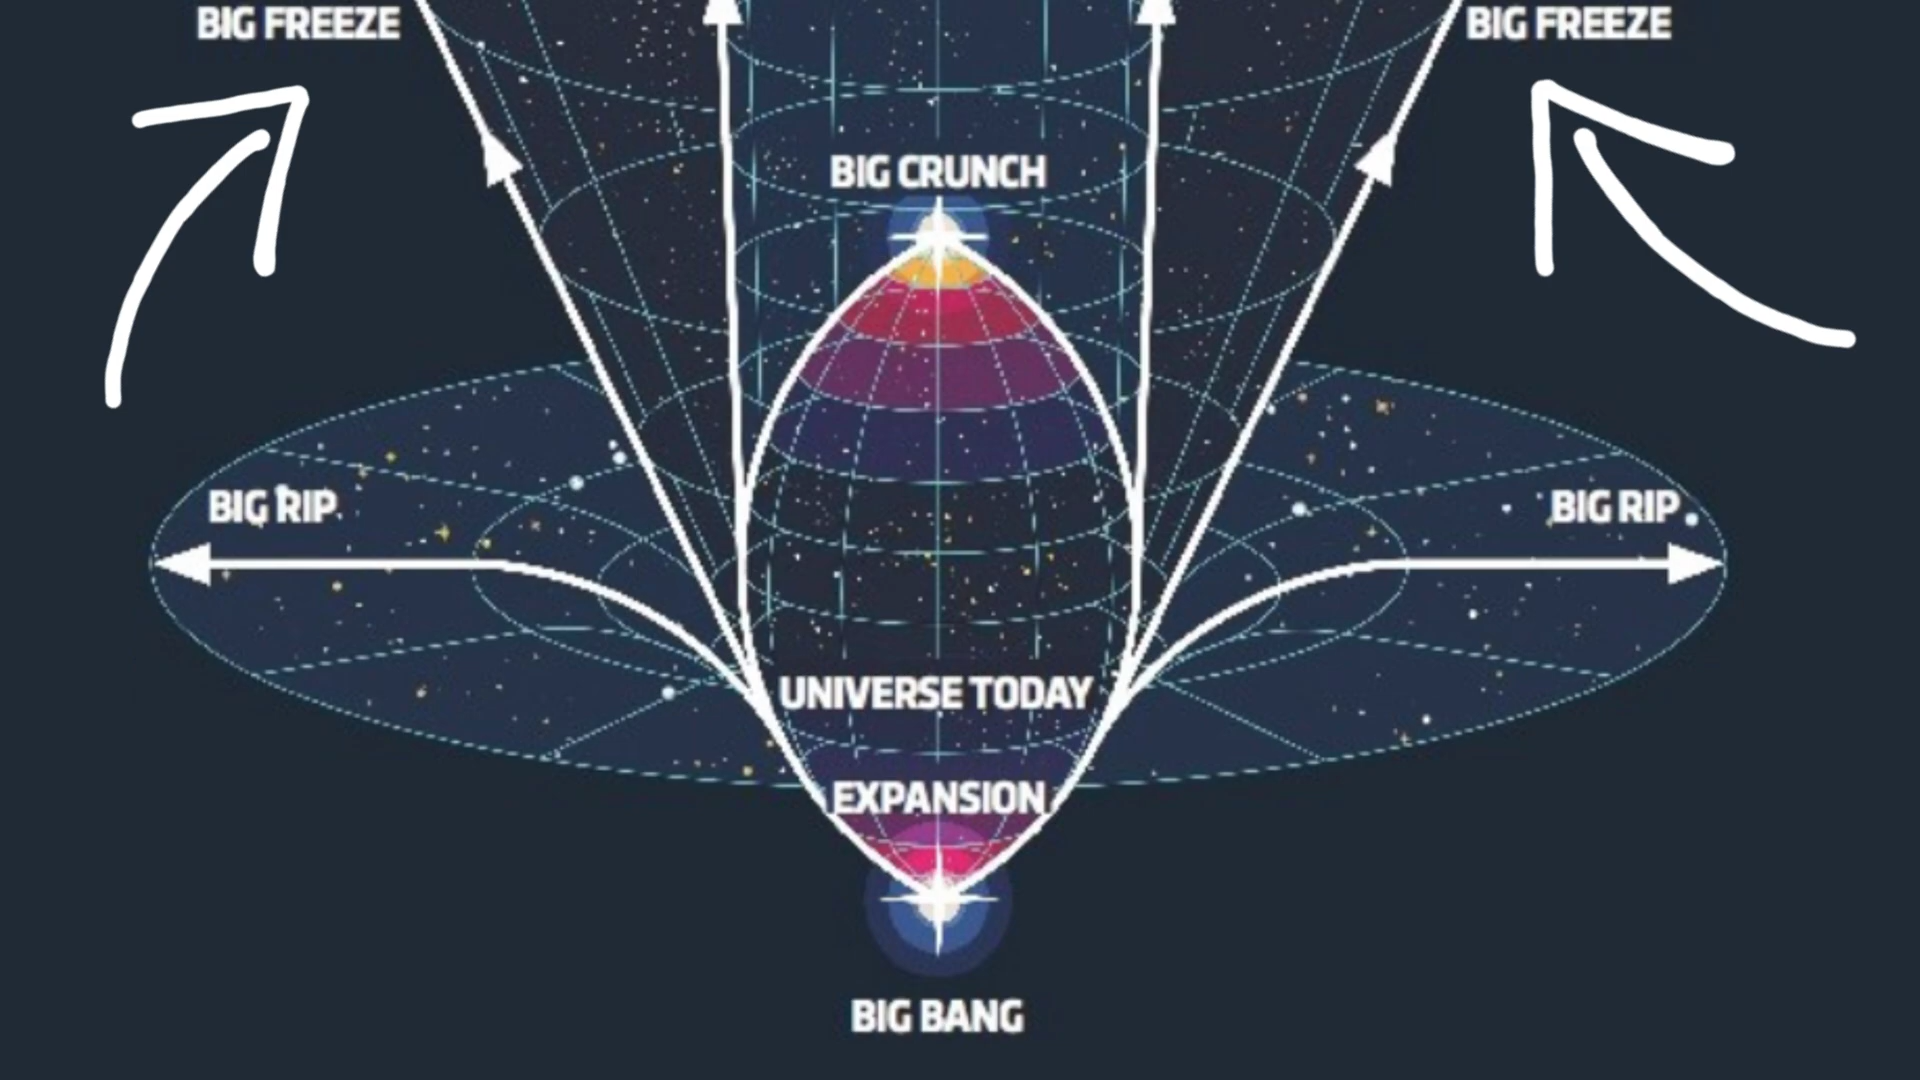 BIG FREEZE
BIG FREEZE
BIG CRUNCH
BIG RIP
BIG RIP
UNIVERSE TODAY
EXPANSION
BIG BANG